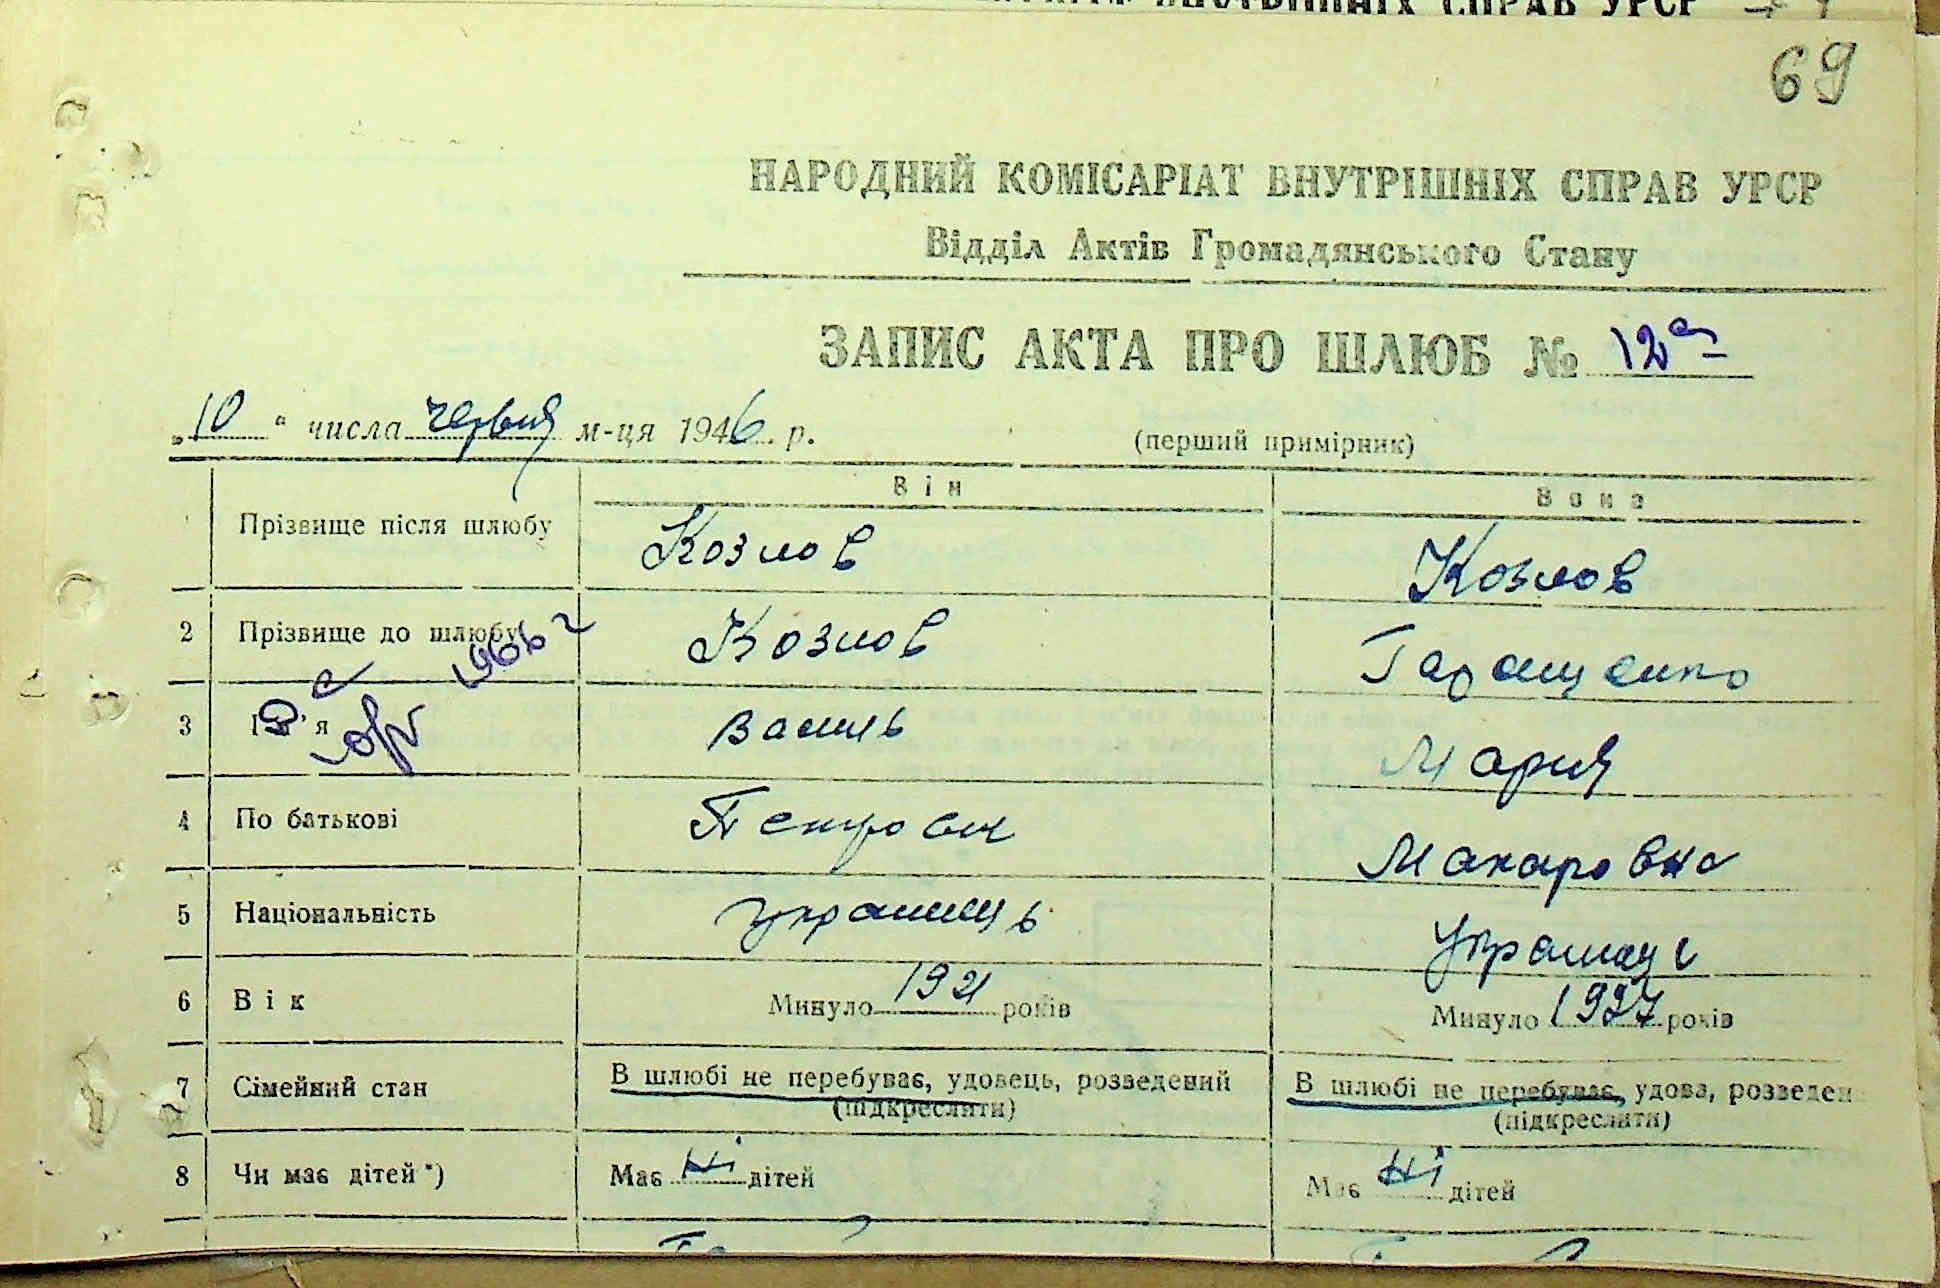 СПРАВ УРСР
69
НАРОДНИЙ КОМІСАРІАТ ВНУТРІШНІХ СПРАВ УРСР
Відділ Актів Громадянського Стану
ЗАПИС АКТА ПРО ШЛЮБ № 12а
„10“ числа червня м-ця 1946 р. (перший примірник)
Він Вона
Прізвище після шлюбу Козлов Козлов
2 Прізвище до шлюбу Козлов Гаращенко
3 Ім'я Василь Мария
4 По батькові Петрович Макаровна
5 Національність українець
6 Вік Минуло 1921 років Минуло 1927 років
7 Сімейний стан В шлюбі не перебуває, удовець, розведений В шлюбі не перебуває, удова, розведен
(підкреслити) (підкреслити)
8 Чи має дітей*) Має ні дітей Має ні дітей